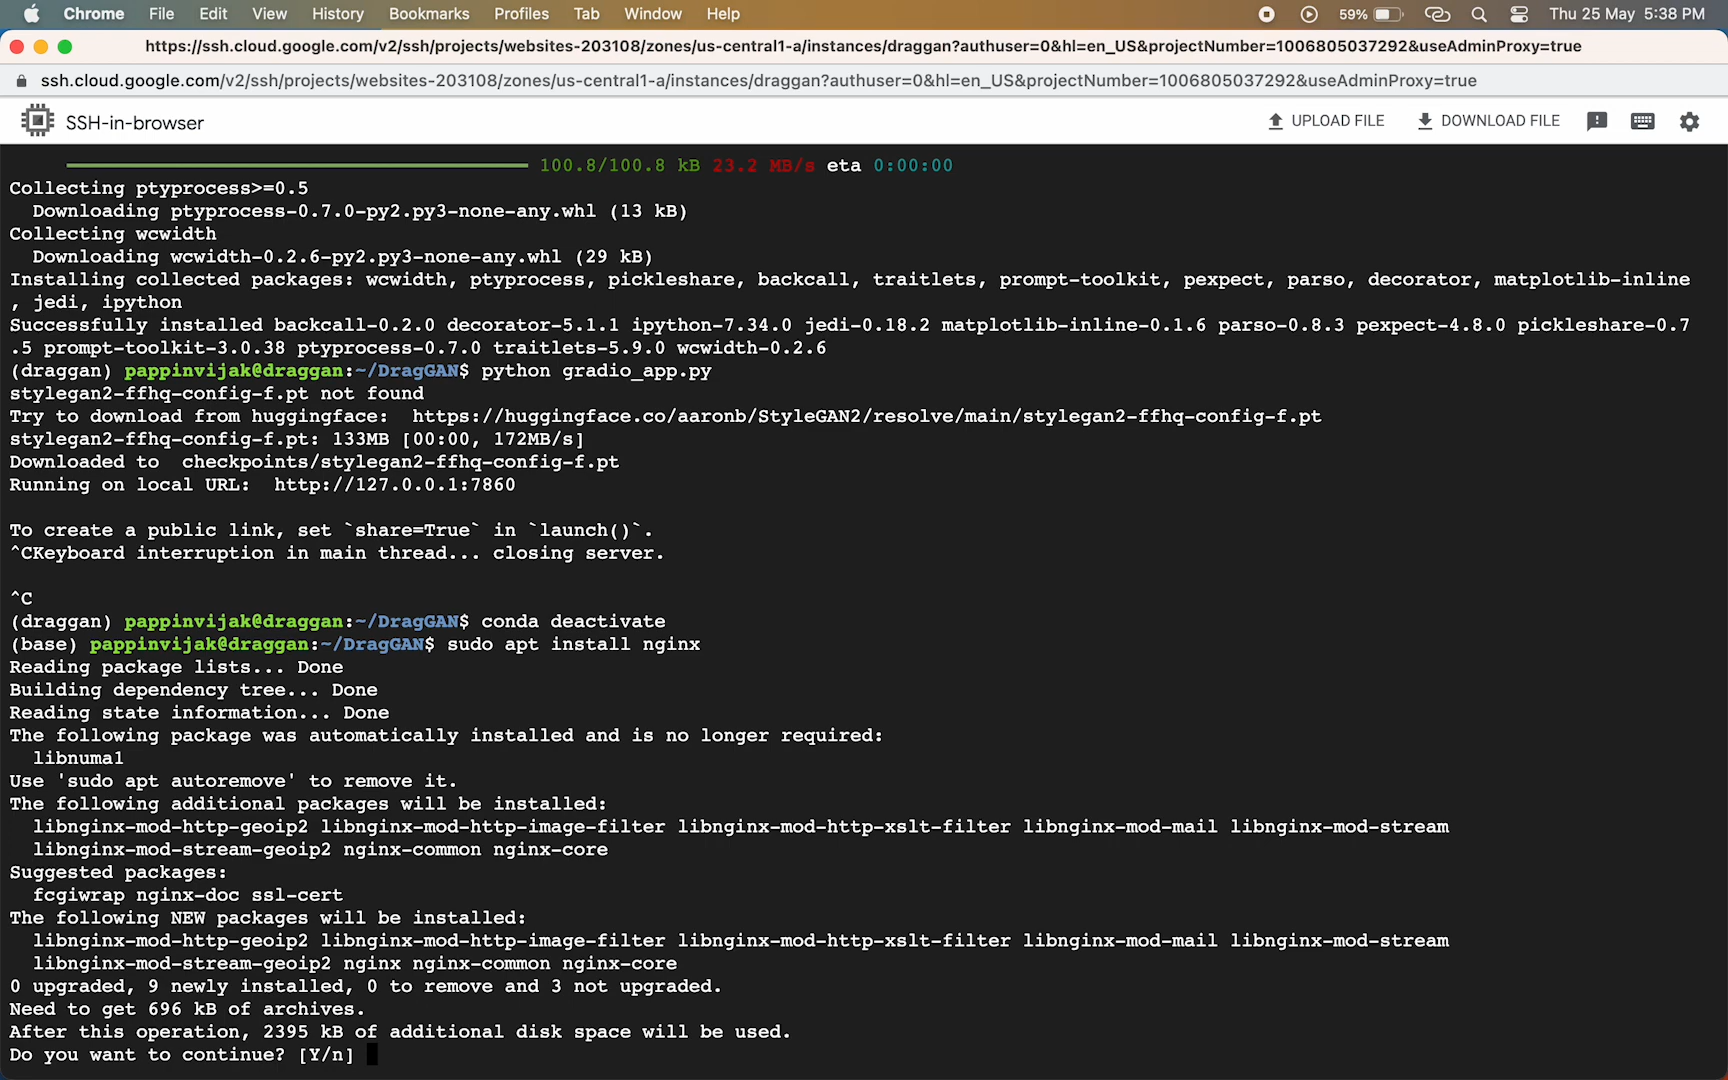 Chrome File Edit View History Bookmarks Profiles Tab Window Help 59% Thu 25 May 5:38 PM
https://ssh.cloud.google.com/v2/ssh/projects/websites-203108/zones/us-central1-a/instances/draggan?authuser=0&hl=en_US&projectNumber=1006805037292&useAdminProxy=true
ssh.cloud.google.com/v2/ssh/projects/websites-203108/zones/us-central1-a/instances/draggan?authuser=0&hl=en_US&projectNumber=1006805037292&useAdminProxy=true
SSH-in-browser UPLOAD FILE DOWNLOAD FILE
100.8/100.8 kB 23.2 MB/s eta 0:00:00
Collecting ptyprocess>=0.5
Downloading ptyprocess-0.7.0-py2.py3-none-any.whl (13 kB)
Collecting wcwidth
Downloading wcwidth-0.2.6-py2.py3-none-any.whl (29 kB)
Installing collected packages: wcwidth, ptyprocess, pickleshare, backcall, traitlets, prompt-toolkit, pexpect, parso, decorator, matplotlib-inline
, jedi, ipython
Successfully installed backcall-0.2.0 decorator-5.1.1 ipython-7.34.0 jedi-0.18.2 matplotlib-inline-0.1.6 parso-0.8.3 pexpect-4.8.0 pickleshare-0.7
.5 prompt-toolkit-3.0.38 ptyprocess-0.7.0 traitlets-5.9.0 wcwidth-0.2.6
(draggan) pappinvijak@draggan:~/DragGAN$ python gradio_app.py
stylegan2-ffhq-config-f.pt not found
Try to download from huggingface:  https://huggingface.co/aaronb/StyleGAN2/resolve/main/stylegan2-ffhq-config-f.pt
stylegan2-ffhq-config-f.pt: 133MB [00:00, 172MB/s]
Downloaded to  checkpoints/stylegan2-ffhq-config-f.pt
Running on local URL:  http://127.0.0.1:7860
To create a public link, set `share=True` in `launch()`.
^CKeyboard interruption in main thread... closing server.
^C
(draggan) pappinvijak@draggan:~/DragGAN$ conda deactivate
(base) pappinvijak@draggan:~/DragGAN$ sudo apt install nginx
Reading package lists... Done
Building dependency tree... Done
Reading state information... Done
The following package was automatically installed and is no longer required:
libnuma1
Use 'sudo apt autoremove' to remove it.
The following additional packages will be installed:
libnginx-mod-http-geoip2 libnginx-mod-http-image-filter libnginx-mod-http-xslt-filter libnginx-mod-mail libnginx-mod-stream
libnginx-mod-stream-geoip2 nginx-common nginx-core
Suggested packages:
fcgiwrap nginx-doc ssl-cert
The following NEW packages will be installed:
libnginx-mod-http-geoip2 libnginx-mod-http-image-filter libnginx-mod-http-xslt-filter libnginx-mod-mail libnginx-mod-stream
libnginx-mod-stream-geoip2 nginx nginx-common nginx-core
0 upgraded, 9 newly installed, 0 to remove and 3 not upgraded.
Need to get 696 kB of archives.
After this operation, 2395 kB of additional disk space will be used.
Do you want to continue? [Y/n]